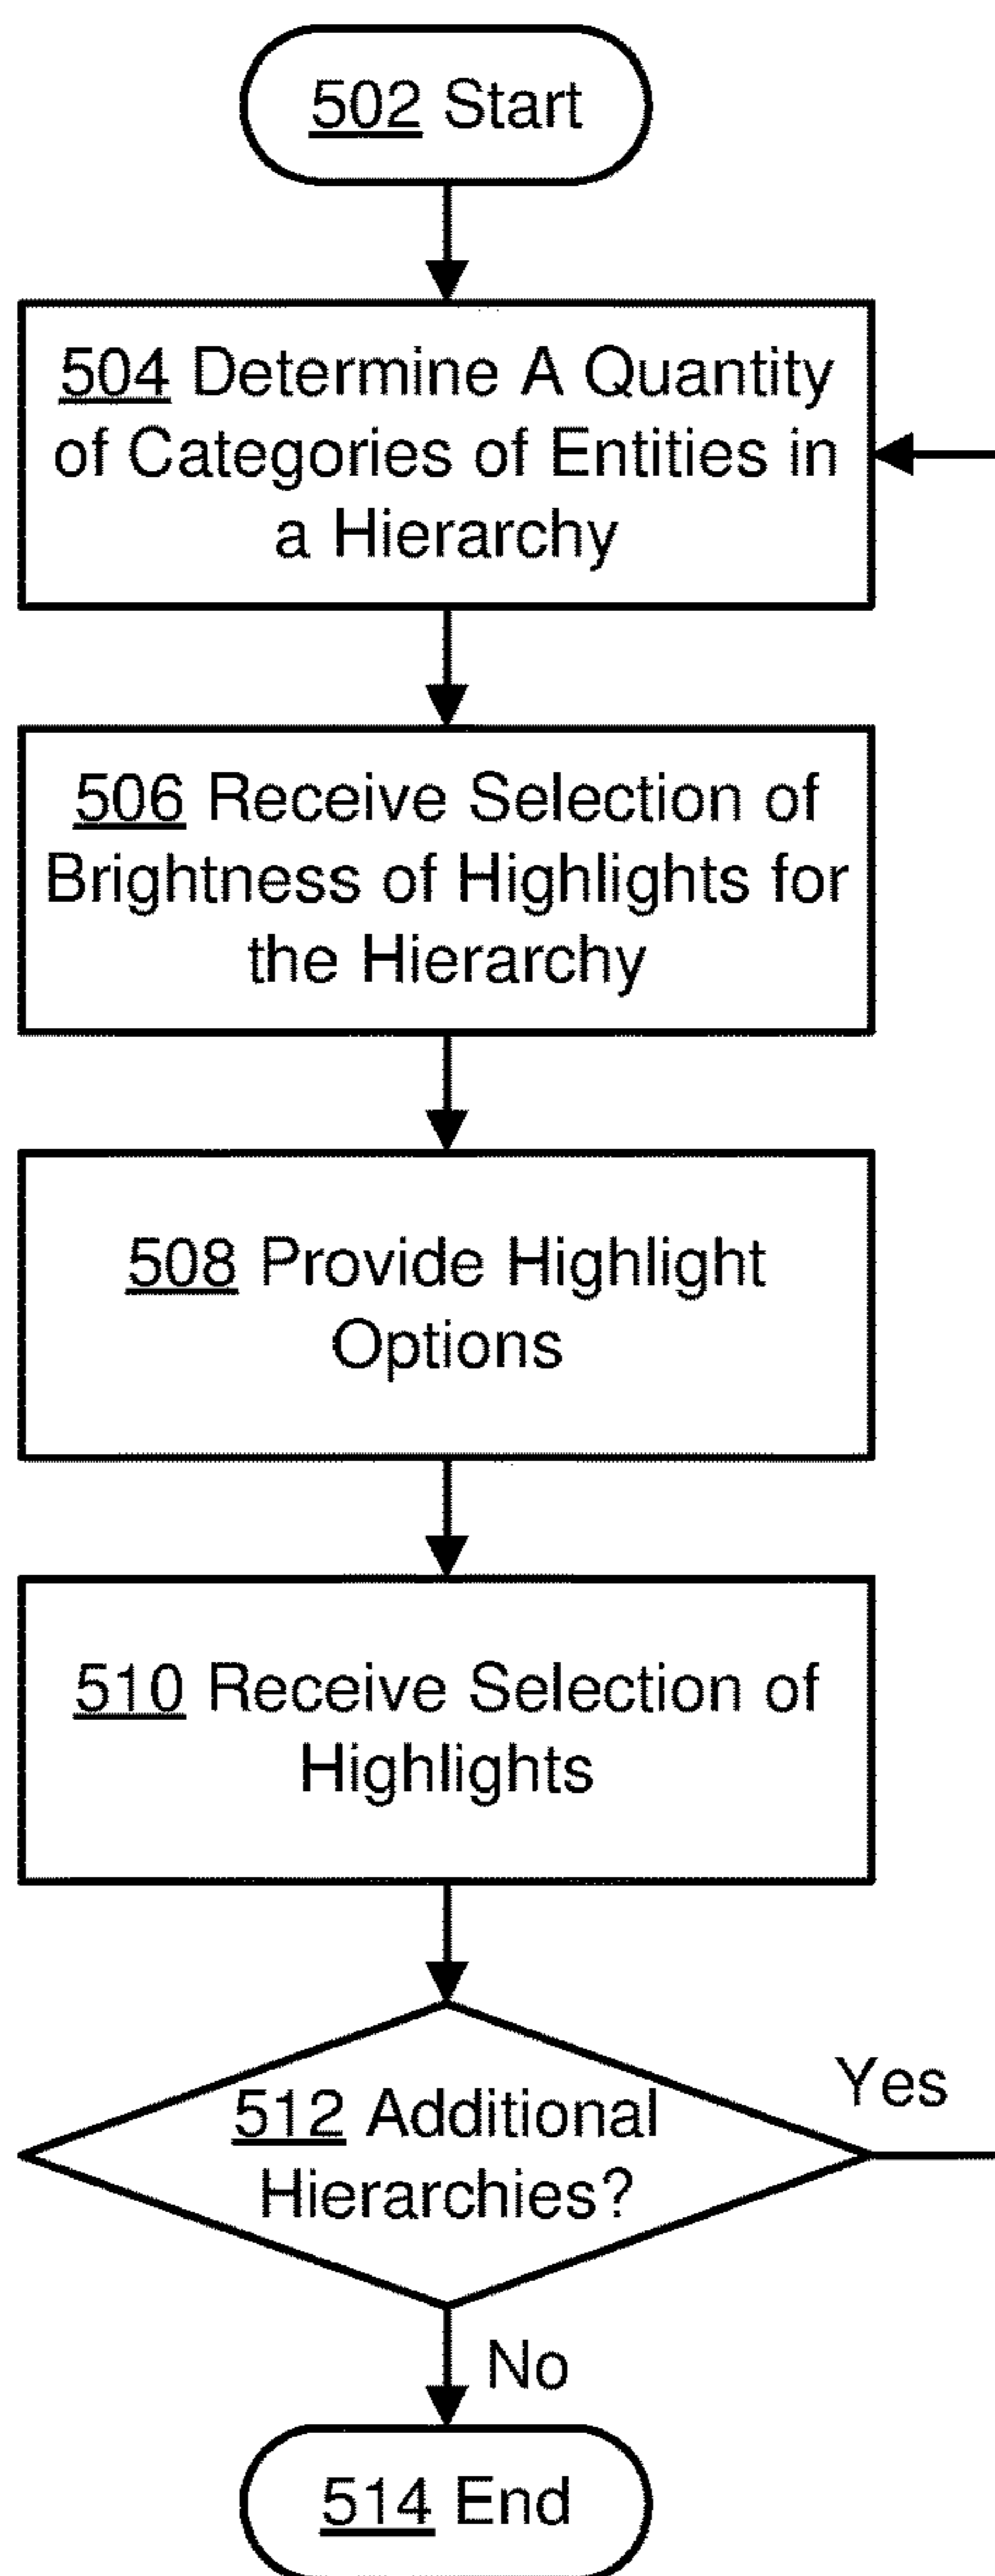 502 Start
504 Determine A Quantity
of Categories of Entities in
a Hierarchy
506 Receive Selection of
Brightness of Highlights for
the Hierarchy
508 Provide Highlight
Options
510 Receive Selection of
Highlights
512 Additional
Hierarchies?
Yes
No
514 End